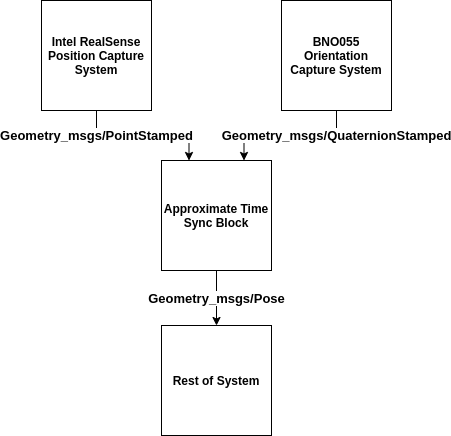 Intel RealSense
Position Capture
System
BNO055
Orientation
Capture System
Geometry_msgs/PointStamped
Geometry_msgs/QuaternionStamped
Approximate Time
Sync Block
Geometry_msgs/Pose
Rest of System